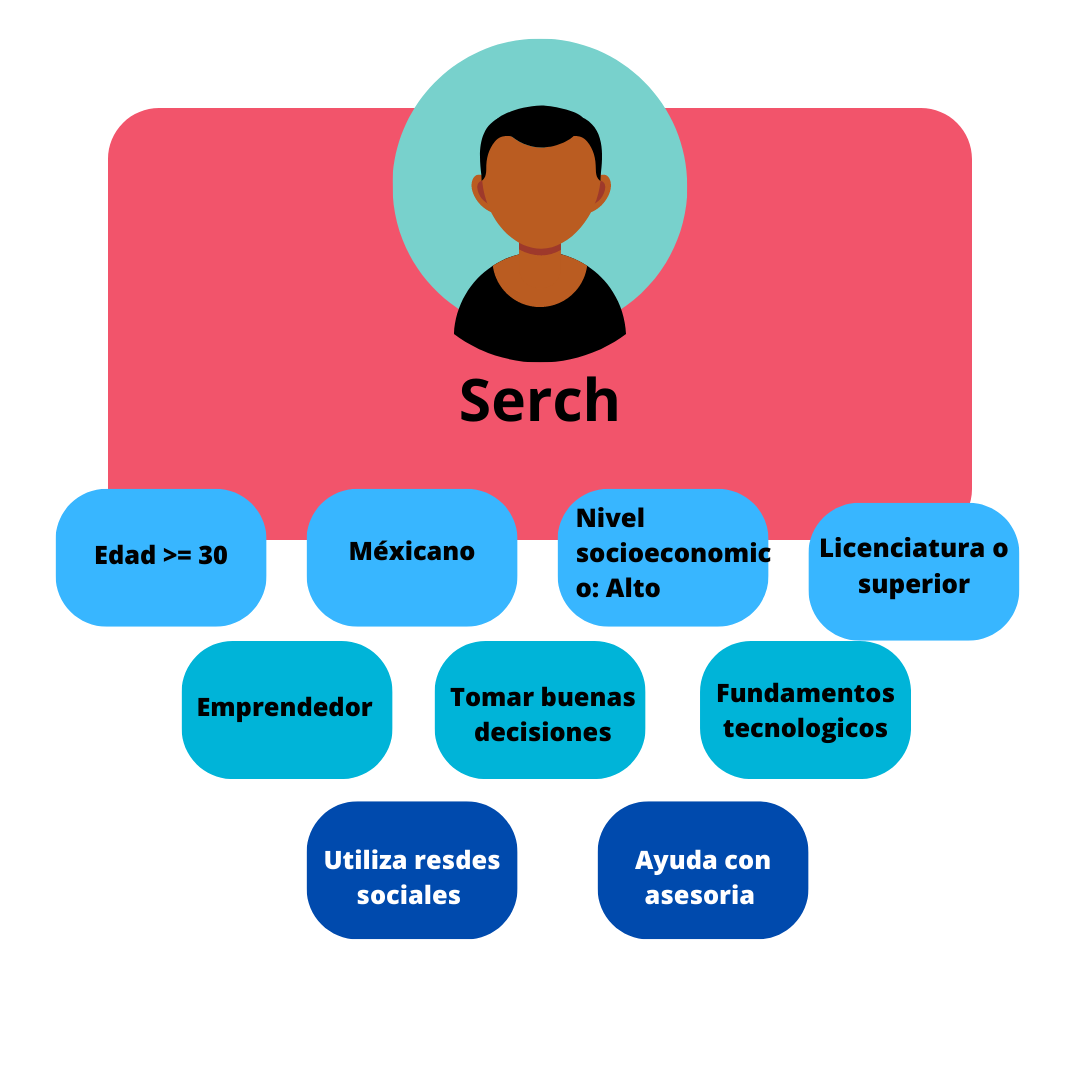 Serch
Edad >= 30
Méxicano
Nivel
socioeconomic
o: Alto
Licenciatura o
superior
Emprendedor
Tomar buenas
decisiones
Fundamentos
tecnologicos
Utiliza resdes
sociales
Ayuda con
asesoria